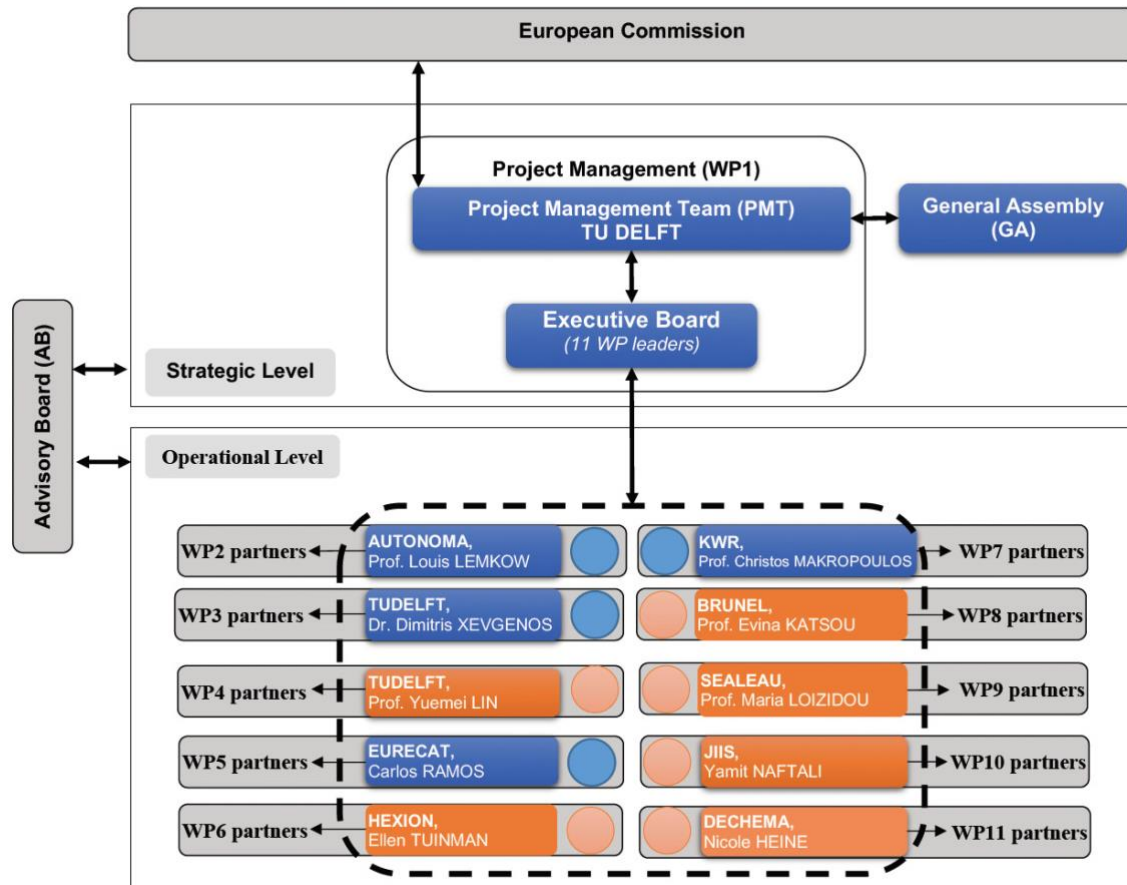 European Commission
Project Management (WP1)
Project Management Team (PMT)
TU DELFT
General Assembly
(GA)
Executive Board
(11 WP leaders)
Advisory Board (AB)
Strategic Level
Operational Level
WP2 partners
AUTONOMA,
Prof. Louis LEMKOW
KWR,
Prof. Christos MAKROPOULOS
WP7 partners
WP3 partners
TUDELFT,
Dr. Dimitris XEVGENOS
BRUNEL,
Prof. Evina KATSOU
WP8 partners
WP4 partners
TUDELFT,
Prof. Yuemei LIN
SEALEAU,
Prof. Maria LOIZIDOU
WP9 partners
WP5 partners
EURECAT,
Carlos RAMOS
JIIS,
Yamit NAFTALI
WP10 partners
WP6 partners
HEXION,
Ellen TUINMAN
DECHEMA,
Nicole HEINE
WP11 partners